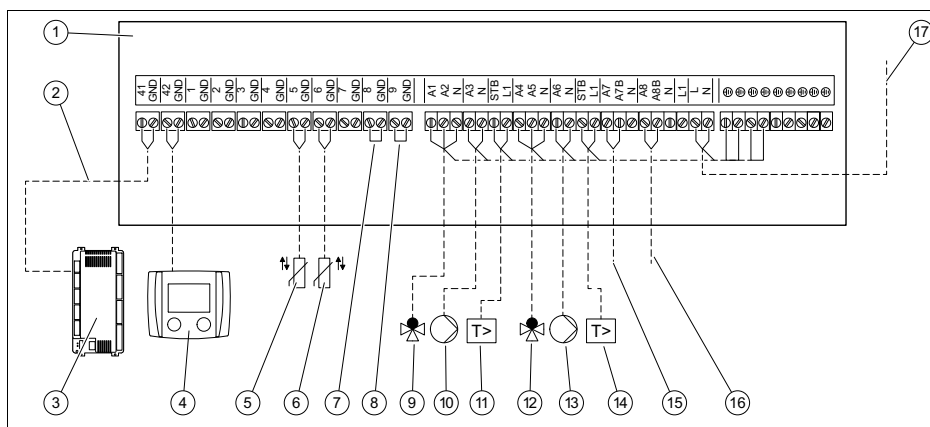 1
17
2
41 GND 42 GND 1 GND 2 GND 3 GND 4 GND 5 GND 6 GND 7 GND 8 GND 9 GND A1 A2 N A3 N STB L1 A4 A5 N A6 N STB L1 A7 A7B N A8 A8B N L1 L N
T> T>
3 4 5 6 7 8 9 10 11 12 13 14 15 16